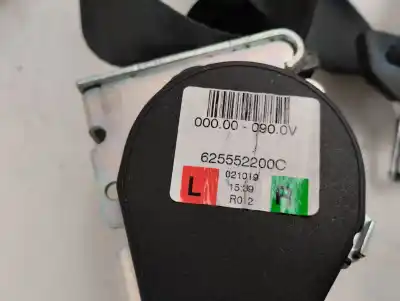 000.00 - 090.0V
625552200C
L 021019 H
15:39
R012